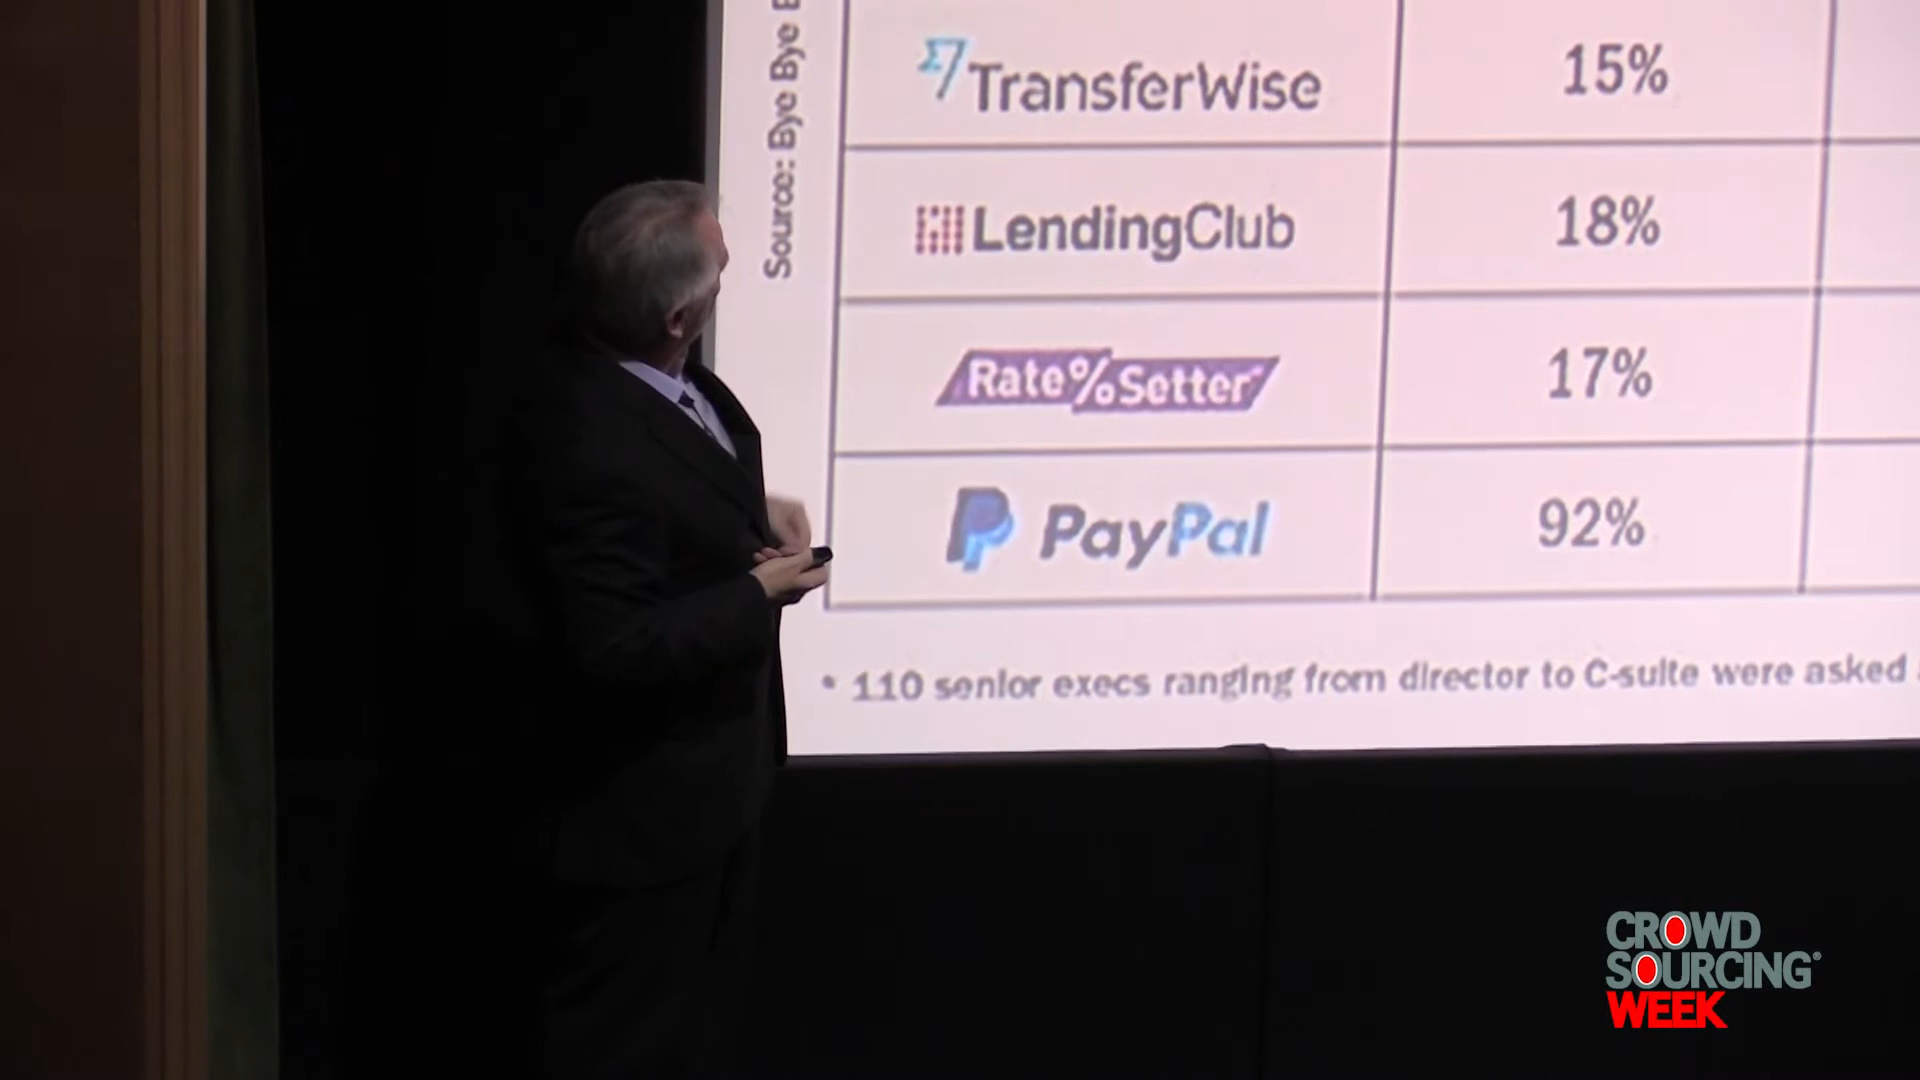 Source: Bye Bye
TransferWise 15%
LendingClub 18%
Rate%Setter 17%
PayPal 92%
• 110 senior execs ranging from director to C-suite were asked
CROWD
SOURCING®
WEEK